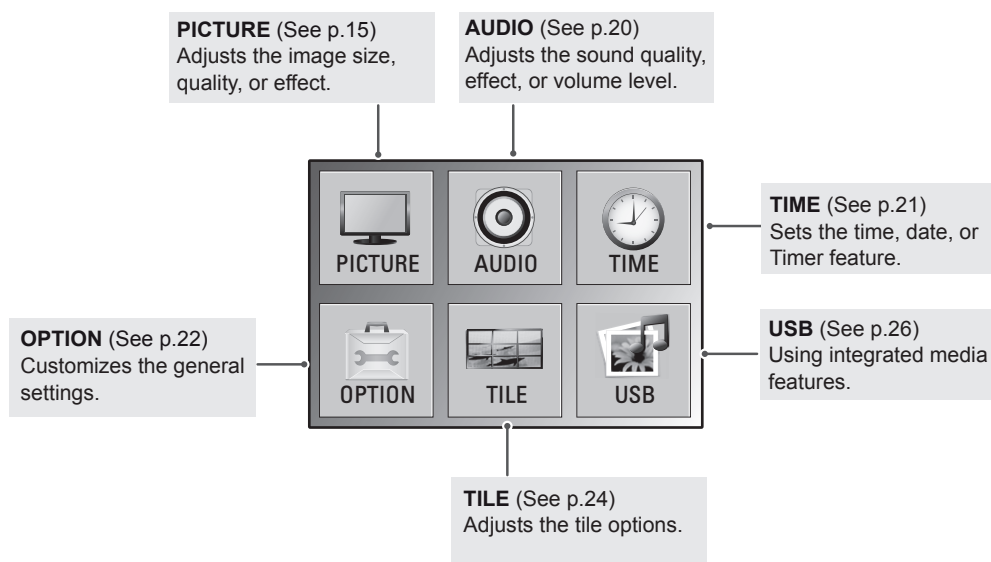 PICTURE (See p.15)
Adjusts the image size,
quality, or effect.
AUDIO (See p.20)
Adjusts the sound quality,
effect, or volume level.
PICTURE
AUDIO
TIME
TIME (See p.21)
Sets the time, date, or
Timer feature.
OPTION (See p.22)
Customizes the general
settings.
OPTION
TILE
USB
USB (See p.26)
Using integrated media
features.
TILE (See p.24)
Adjusts the tile options.